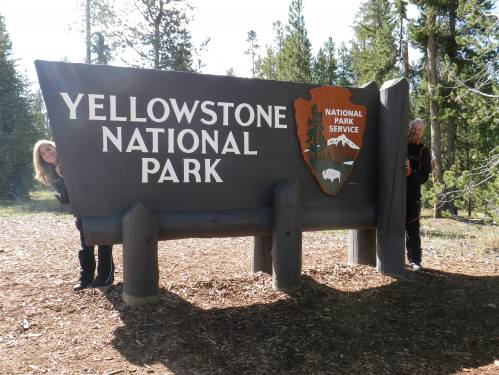 YELLOWSTONE
NATIONAL
PARK
NATIONAL
PARK
SERVICE